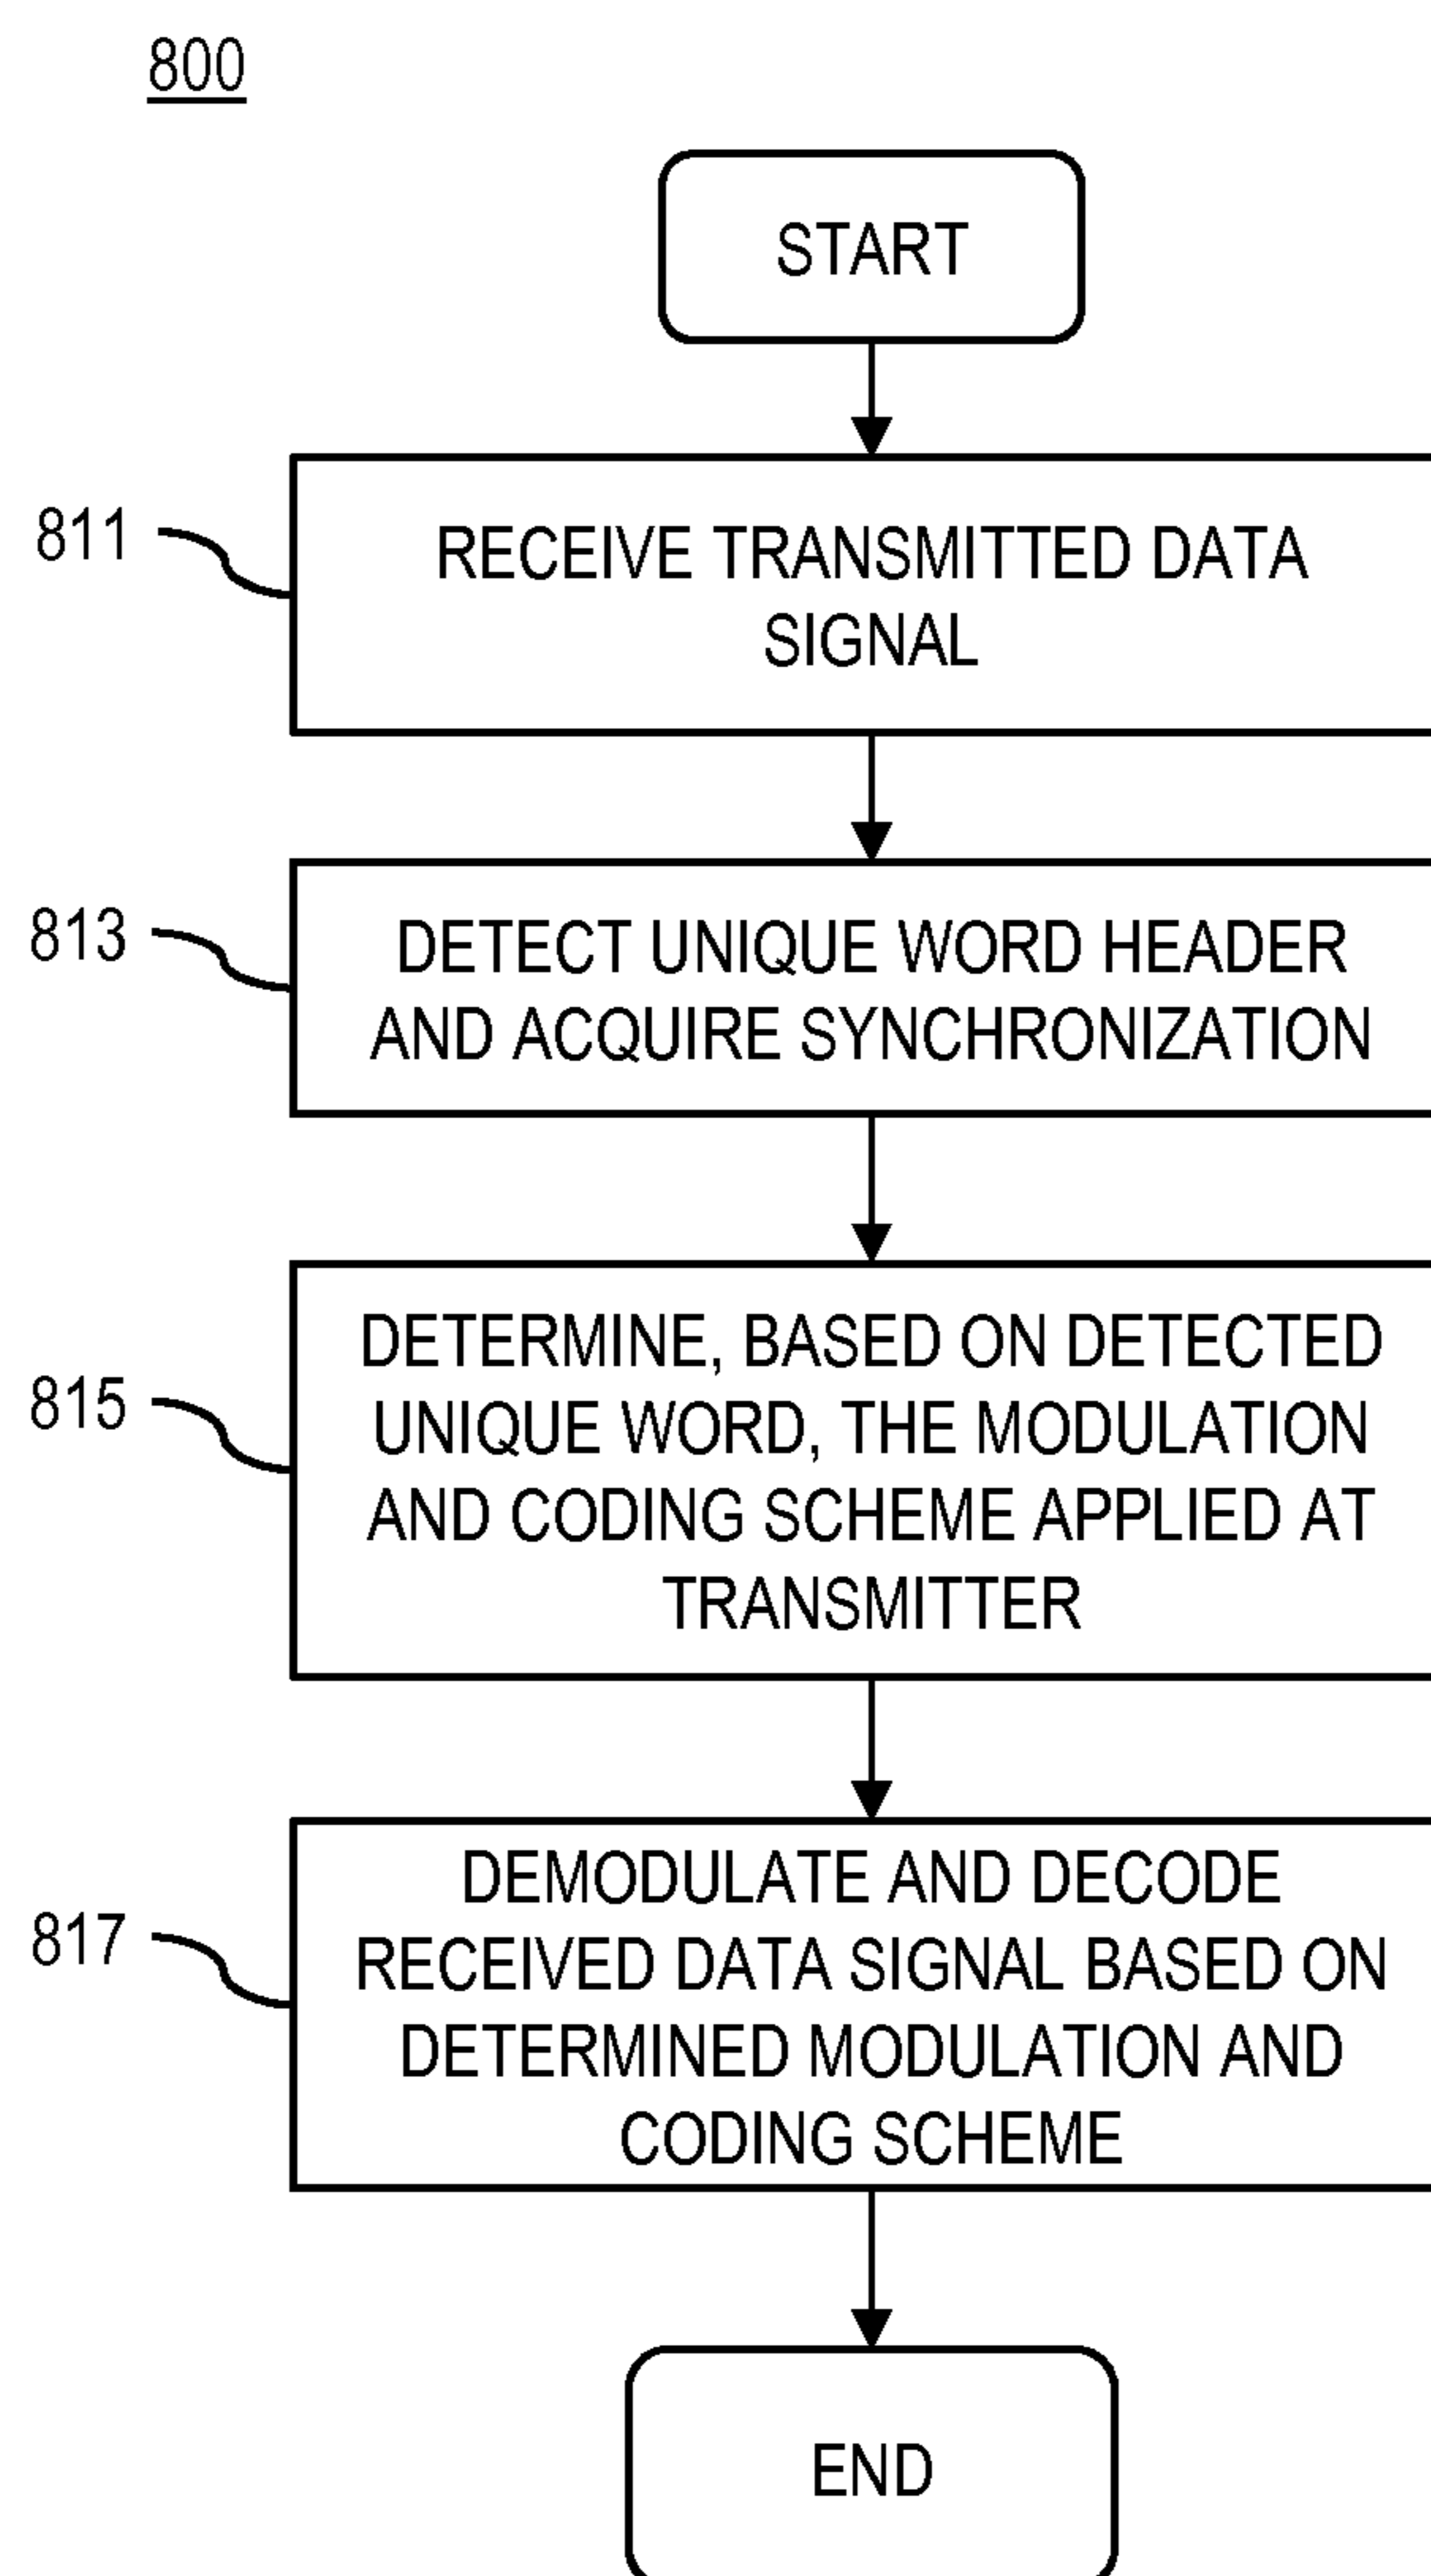 800
START
811
RECEIVE TRANSMITTED DATA
SIGNAL
813
DETECT UNIQUE WORD HEADER
AND ACQUIRE SYNCHRONIZATION
815
DETERMINE, BASED ON DETECTED
UNIQUE WORD, THE MODULATION
AND CODING SCHEME APPLIED AT
TRANSMITTER
817
DEMODULATE AND DECODE
RECEIVED DATA SIGNAL BASED ON
DETERMINED MODULATION AND
CODING SCHEME
END